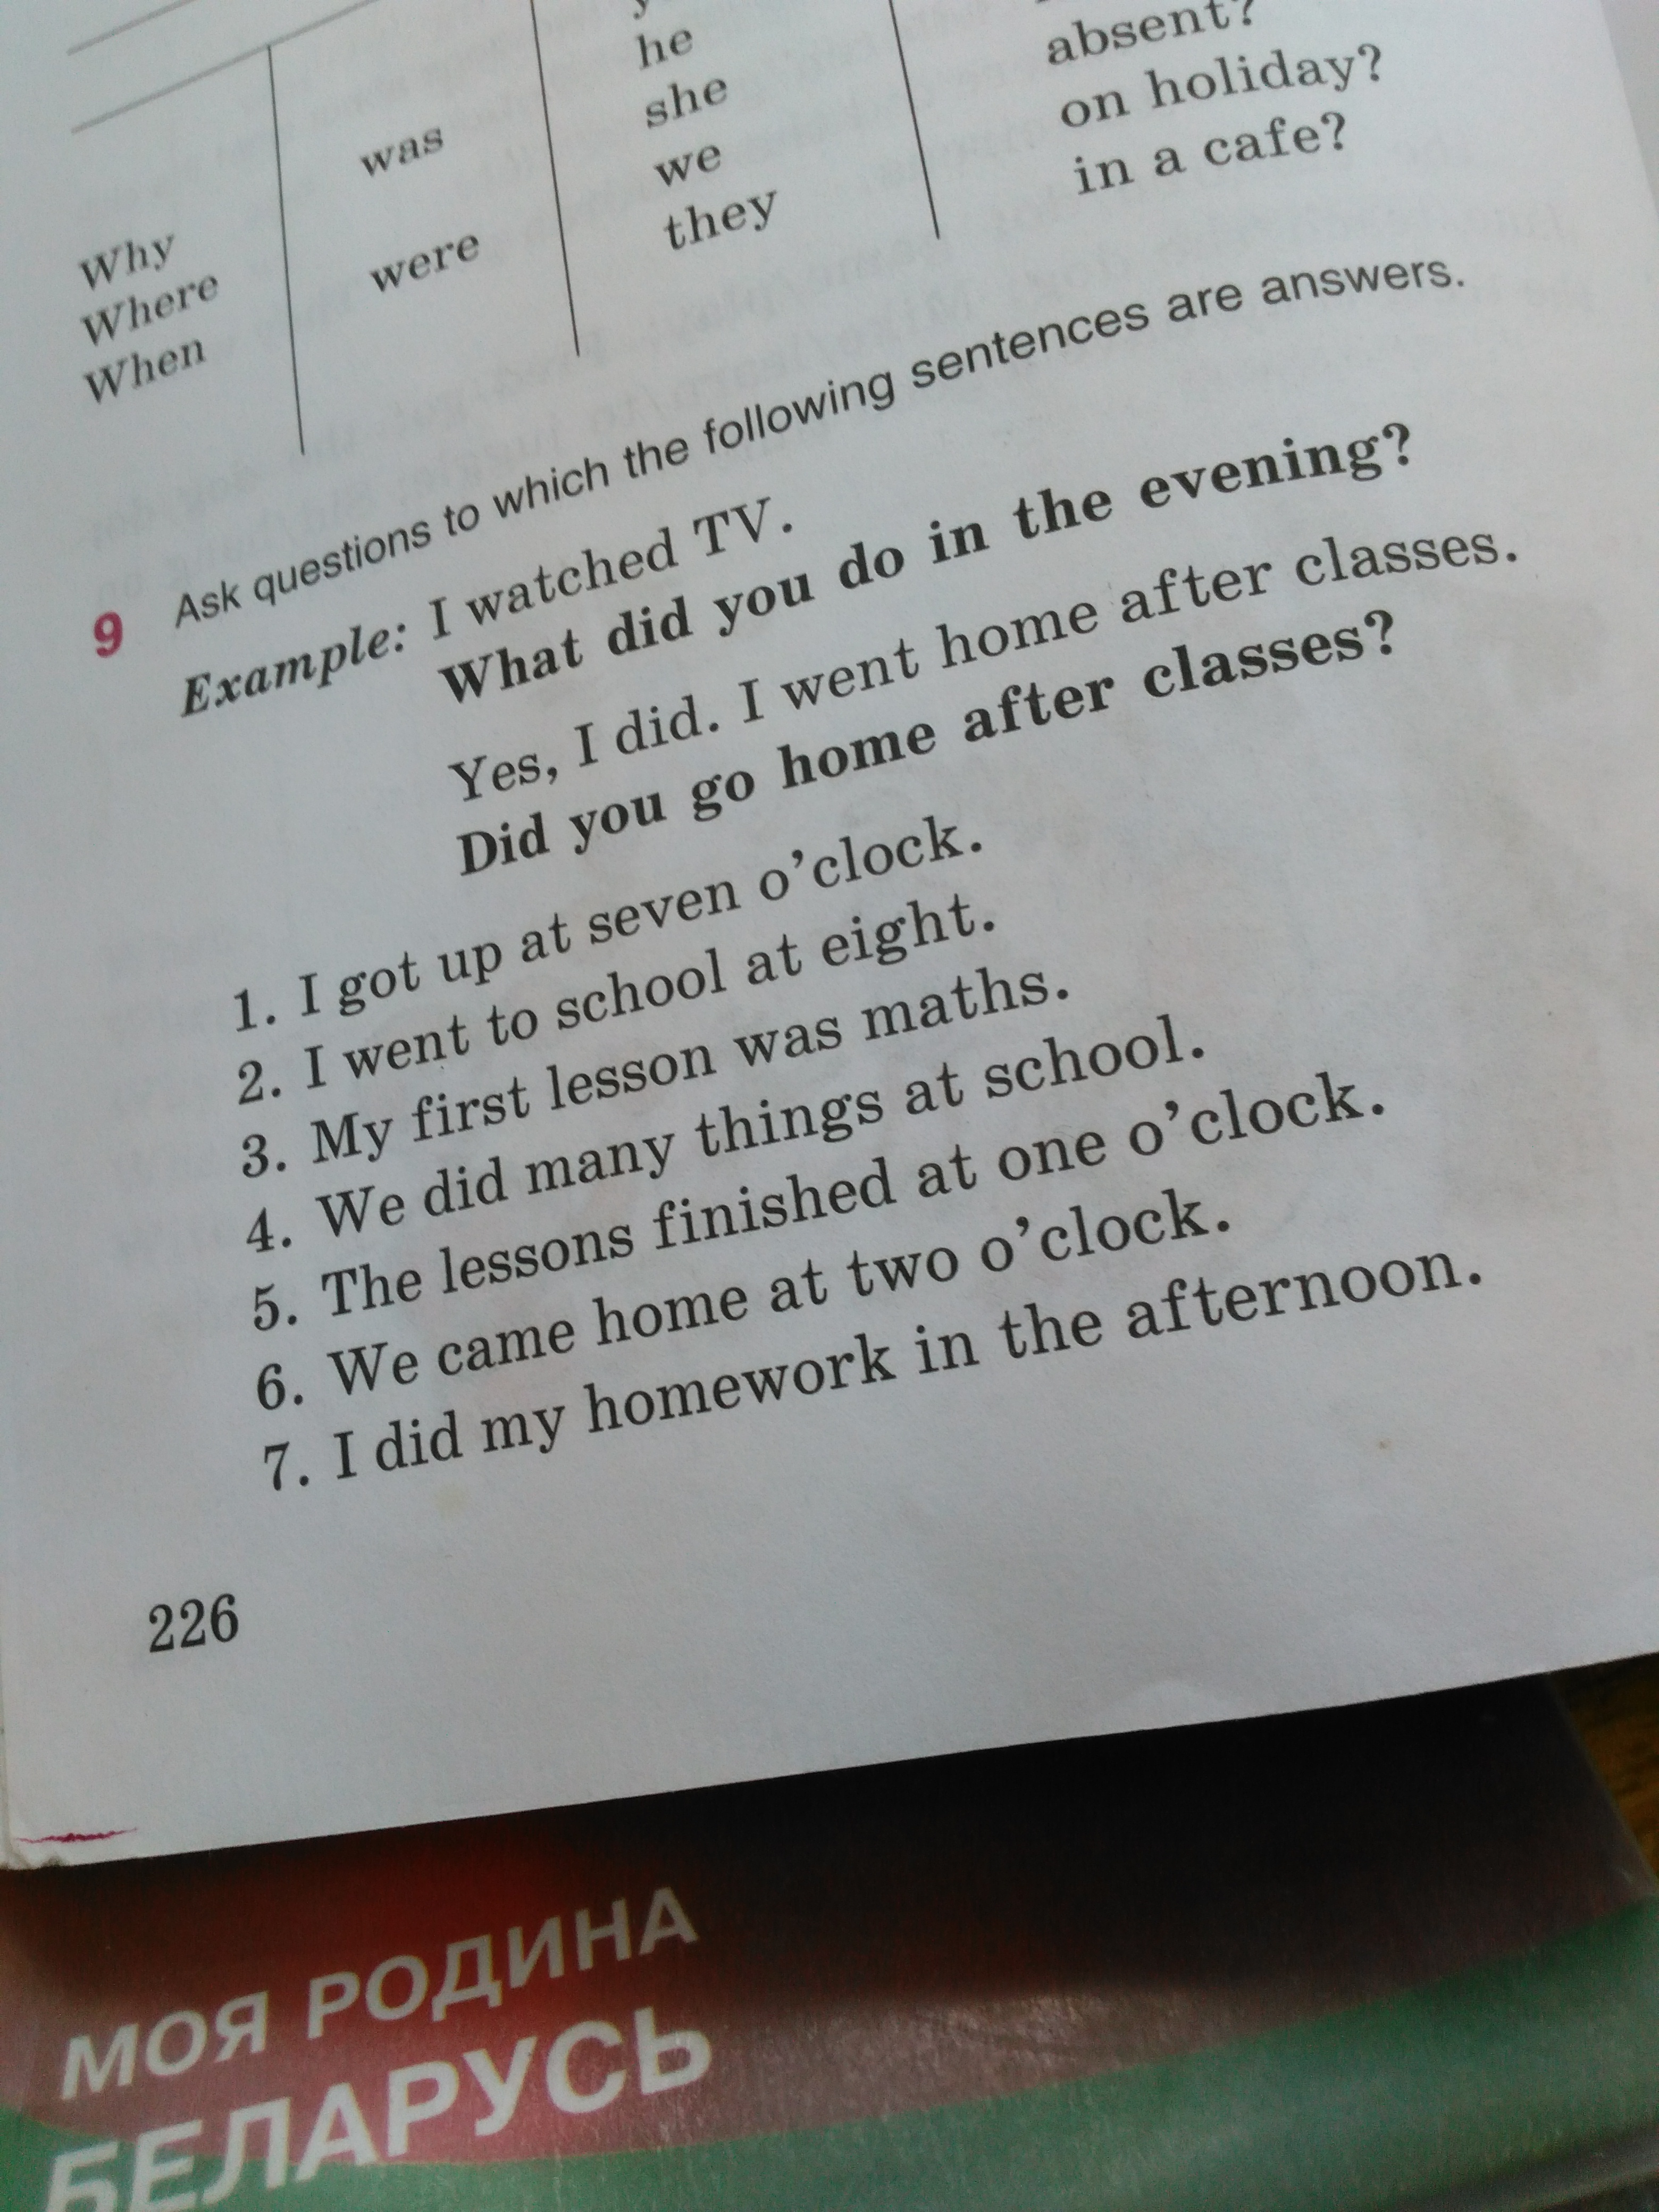 he
she
we
they
was
were
absent?
on holiday?
in a cafe?
Why
Where
When
9 Ask questions to which the following sentences are answers.
Example: I watched TV.
What did you do in the evening?
Yes, I did. I went home after classes.
Did you go home after classes?
1. I got up at seven o’clock.
2. I went to school at eight.
3. My first lesson was maths.
4. We did many things at school.
5. The lessons finished at one o’clock.
6. We came home at two o’clock.
7. I did my homework in the afternoon.
226
МОЯ РОДИНА
БЕЛАРУСЬ